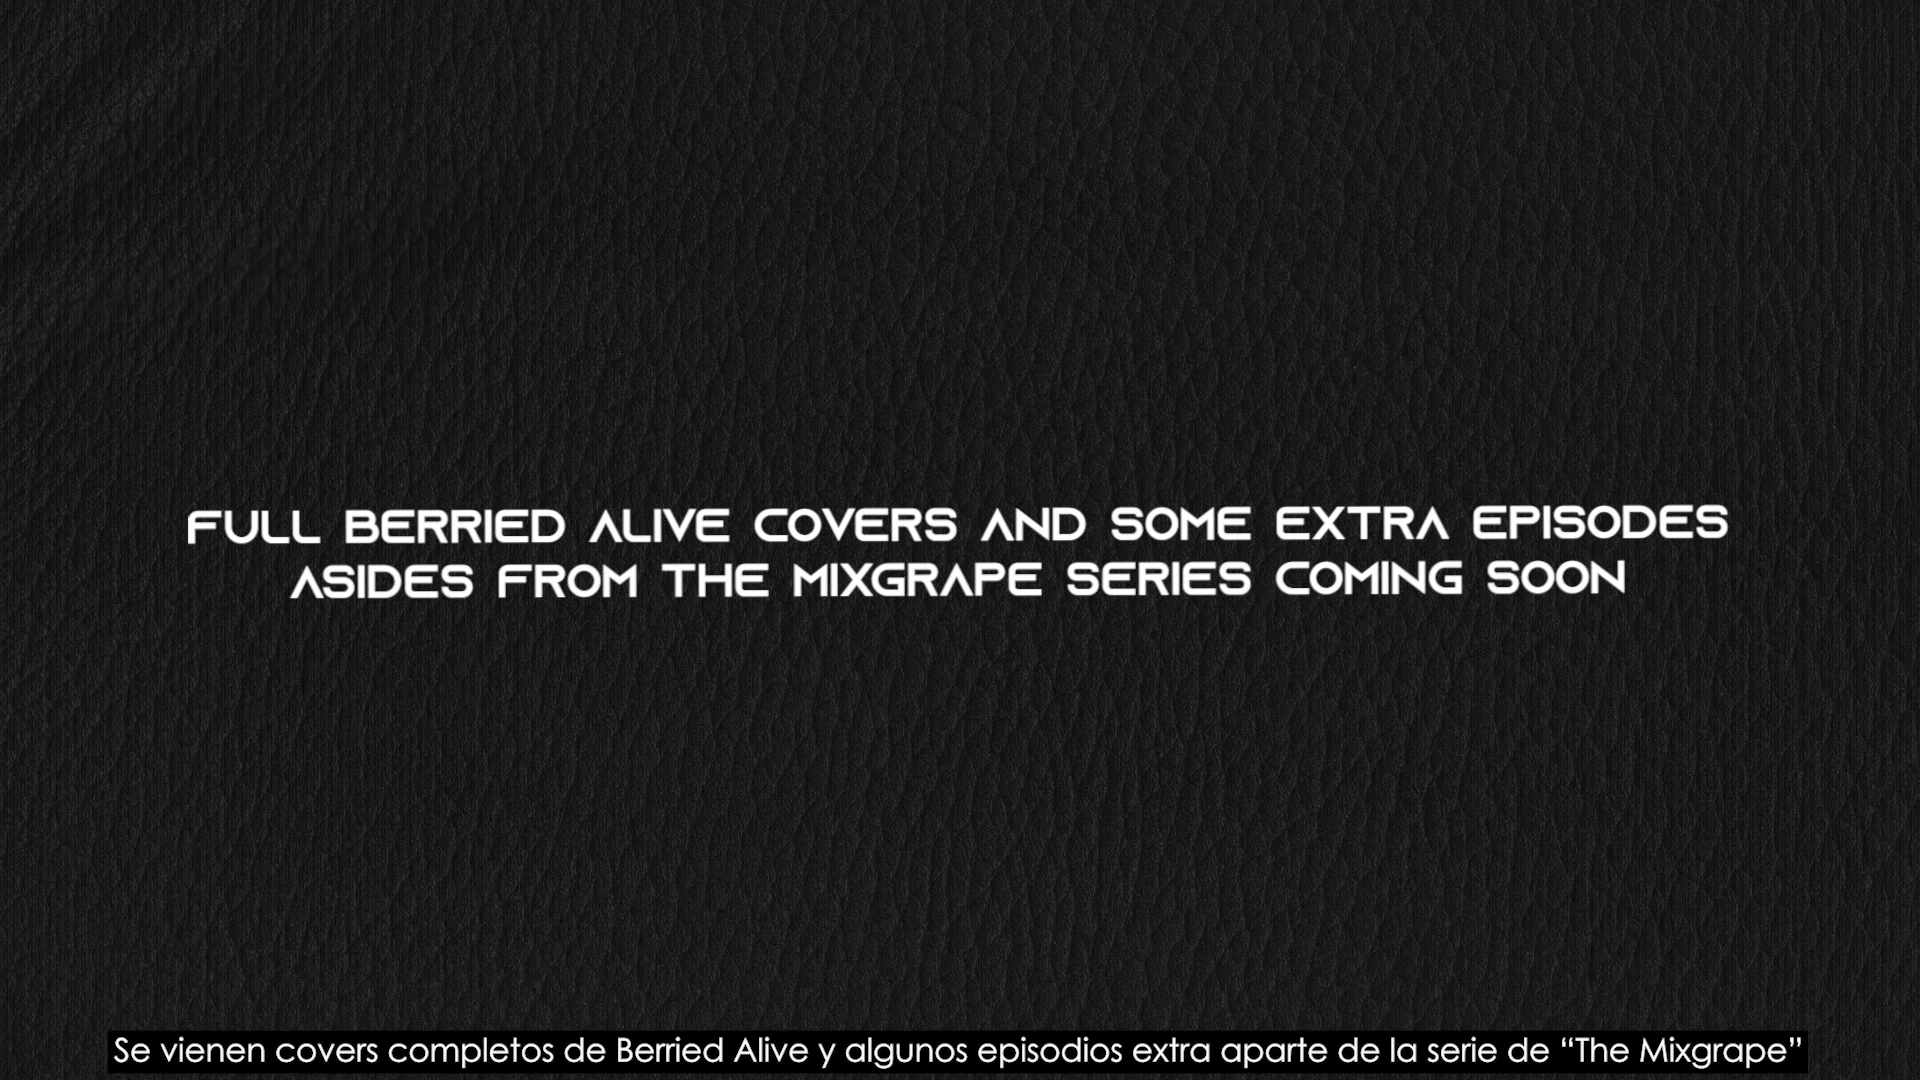 FULL BERRIED ALIVE COVERS AND SOME EXTRA EPISODES
ASIDES FROM THE MIXGRAPE SERIES COMING SOON
Se vienen covers completos de Berried Alive y algunos episodios extra aparte de la serie de “The Mixgrape”